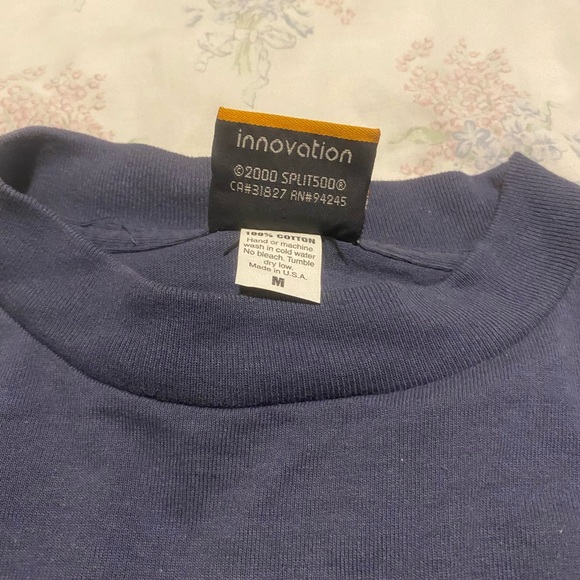 innovation
©2000 SPLIT500®
CA#31827 RN#94245
100% COTTON
Hand or machine
wash in cold water
No bleach. Tumble
dry low.
Made in U.S.A.
M